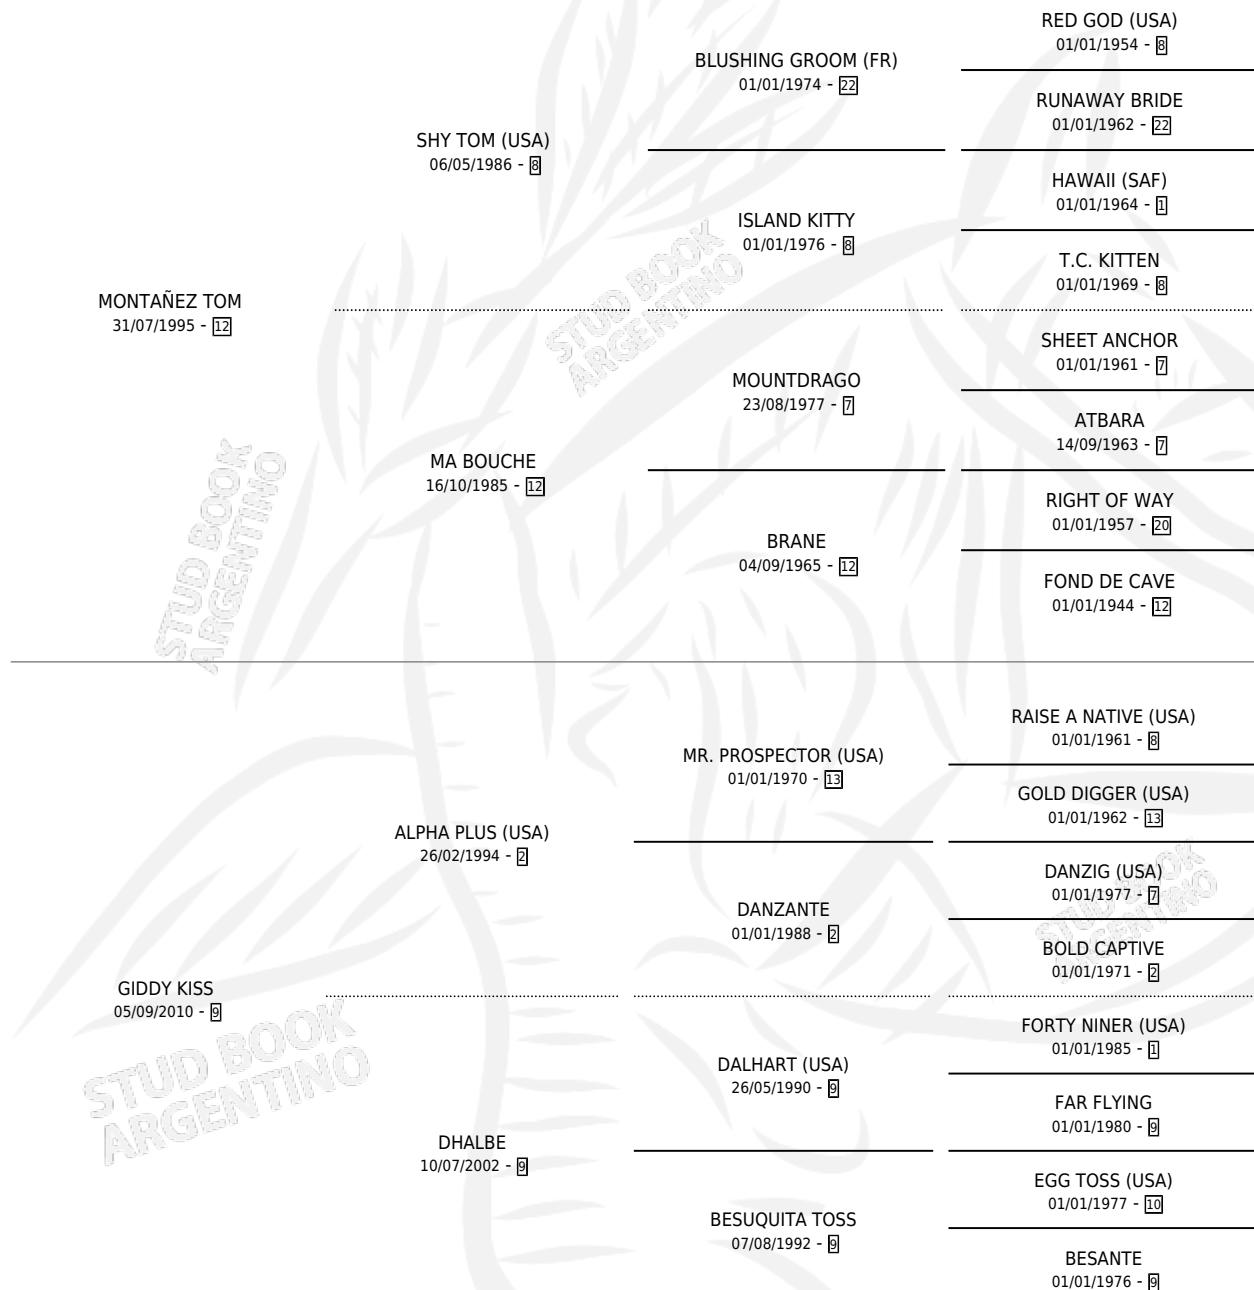 RED GOD (USA)
01/01/1954 - 8
BLUSHING GROOM (FR)
01/01/1974 - 22
RUNAWAY BRIDE
01/01/1962 - 22
SHY TOM (USA)
06/05/1986 - 8
HAWAII (SAF)
01/01/1964 - 1
ISLAND KITTY
01/01/1976 - 8
T.C. KITTEN
01/01/1969 - 8
MONTAÑEZ TOM
31/07/1995 - 12
SHEET ANCHOR
01/01/1961 - 7
MOUNTDRAGO
23/08/1977 - 7
ATBARA
14/09/1963 - 7
MA BOUCHE
16/10/1985 - 12
RIGHT OF WAY
01/01/1957 - 20
BRANE
04/09/1965 - 12
FOND DE CAVE
01/01/1944 - 12
STUD BOOK
ARGENTINO
STUD BOOK
ARGENTINO
RAISE A NATIVE (USA)
01/01/1961 - 8
MR. PROSPECTOR (USA)
01/01/1970 - 13
GOLD DIGGER (USA)
01/01/1962 - 13
ALPHA PLUS (USA)
26/02/1994 - 2
DANZIG (USA)
01/01/1977 - 7
DANZANTE
01/01/1988 - 2
BOLD CAPTIVE
01/01/1971 - 2
GIDDY KISS
05/09/2010 - 9
FORTY NINER (USA)
01/01/1985 - 1
DALHART (USA)
26/05/1990 - 9
FAR FLYING
01/01/1980 - 9
DHALBE
10/07/2002 - 9
EGG TOSS (USA)
01/01/1977 - 10
BESUQUITA TOSS
07/08/1992 - 9
BESANTE
01/01/1976 - 9
STUD BOOK
ARGENTINO
STUD BOOK
ARGENTINO